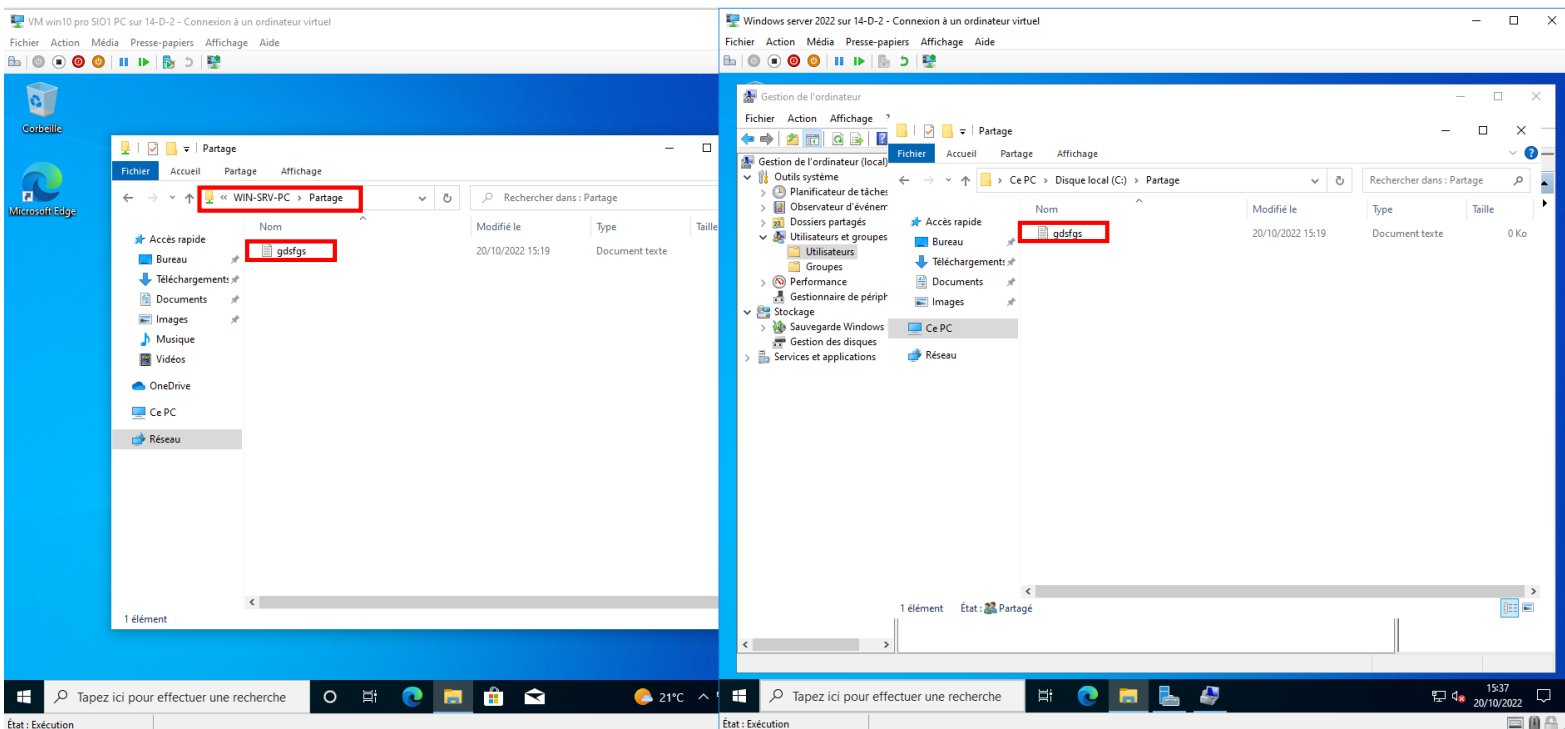 VM win10 pro SIO1 PC sur 14-D-2 - Connexion à un ordinateur virtuel
Fichier Action Média Presse-papiers Affichage Aide
Corbeille
Microsoft Edge
Partage
Fichier Accueil Partage Affichage
« WIN-SRV-PC > Partage
Rechercher dans : Partage
Nom Modifié le Type Taille
gdsfgs 20/10/2022 15:19 Document texte
Accès rapide
Bureau
Téléchargements
Documents
Images
Musique
Vidéos
OneDrive
Ce PC
Réseau
1 élément
Tapez ici pour effectuer une recherche
21°C
État : Exécution
Windows server 2022 sur 14-D-2 - Connexion à un ordinateur virtuel
Fichier Action Média Presse-papiers Affichage Aide
Gestion de l'ordinateur
Fichier Action Affichage ?
Gestion de l'ordinateur (local)
Outils système
Planificateur de tâches
Observateur d'événem
Dossiers partagés
Utilisateurs et groupes
Utilisateurs
Groupes
Performance
Gestionnaire de périph
Stockage
Sauvegarde Windows
Gestion des disques
Services et applications
Partage
Fichier Accueil Partage Affichage
> Ce PC > Disque local (C:) > Partage
Rechercher dans : Partage
Nom Modifié le Type Taille
gdsfgs 20/10/2022 15:19 Document texte 0 Ko
Accès rapide
Bureau
Téléchargements
Documents
Images
Ce PC
Réseau
1 élément État : Partagé
Tapez ici pour effectuer une recherche
15:37
20/10/2022
État : Exécution